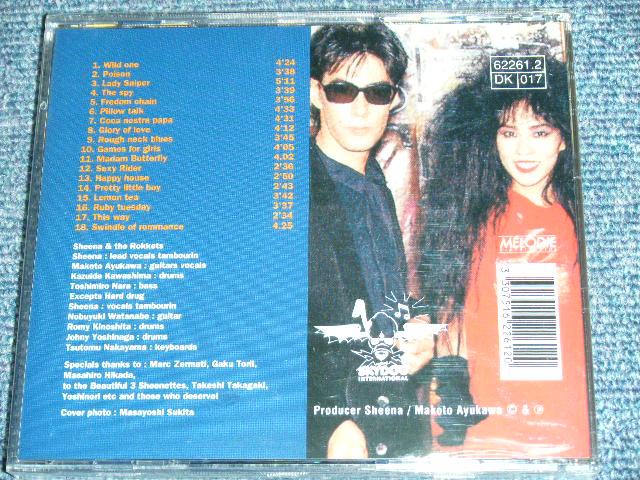 1. Wild one 4'24
2. Poison 3'38
3. Lady Sniper 5'11
4. The spy 3'39
5. Fredom chain 3'56
6. Pillow talk 4'33
7. Coca nostra papa 4'31
8. Glory of love 4'12
9. Rough neck blues 3'45
10. Games for girls 4'05
11. Madam Butterfly 4.02
12. Sexy Rider 2'36
13. Happy house 2'50
14. Pretty little boy 2'43
15. Lemon tea 3'42
16. Ruby tuesday 3'37
17. This way 2'34
18. Swindle of rommance 4.25
Sheena & the Rokkets
Sheena : lead vocals tambourin
Makoto Ayukawa : guitars vocals
Kazuide Kawashima : drums
Toshimiro Nara : bass
Excepts Hard drug
Sheena : vocals tambourin
Nobuyuki Watanabe : guitar
Romy Kinoshita : drums
Johny Yoshinaga : drums
Tsutomu Nakayama : keyboards
Specials thanks to : Marc Zermati, Gaku Torii,
Masahiro Hikada,
to the Beautiful 3 Sheenettes, Takeshi Takagaki,
Yoshinori etc and those who deserve!
Cover photo : Masayoshi Sukita
62261.2
DK 017
MELODIE
SKYDOG
INTERNATIONAL
Producer Sheena / Makoto Ayukawa © & ℗